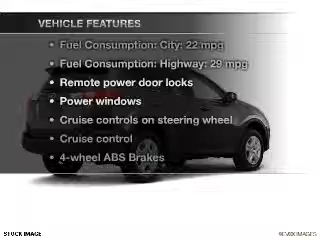 VEHICLE FEATURES
• Fuel Consumption: City: 22 mpg
• Fuel Consumption: Highway: 29 mpg
• Remote power door locks
• Power windows
• Cruise controls on steering wheel
• Cruise control
• 4-wheel ABS Brakes
STOCK IMAGE